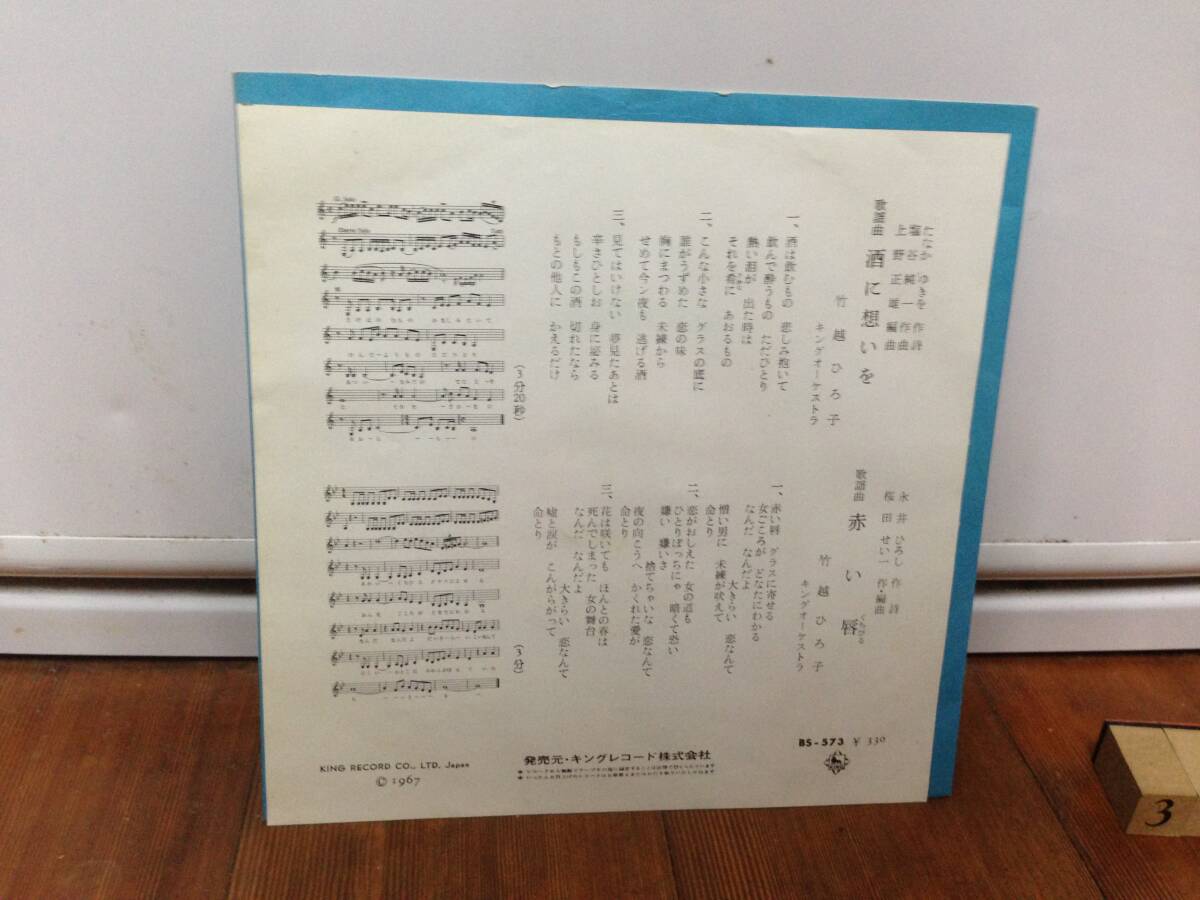 たなか ゆきを 作詩
塩谷純一 作曲
上野正雄 編曲
歌謡曲 酒に想いを
竹越ひろ子
キングオーケストラ
一、酒は飲むもの 悲しみ抱いて
飲んで酔うもの ただひとり
熱い涸が 出た時は
それを肴に あおるもの
二、こんな小さな グラスの底に
誰がうずめた 恋の味
胸にまつわる 未練から
せめて今ン夜も 逃げる酒
三、見てはいけない 夢見たあとは
辛さひとしお 身に沁みる
もしもこの酒 切れたなら
もとの他人に かえるだけ
(3分20秒)
永井ひろし 作詩
桜田せい一 作・編曲
歌謡曲 赤い唇
くちびる
竹越ひろ子
キングオーケストラ
一、赤い唇 グラスに寄せる
女ごころが どなたにわかる
なんだ なんだよ
大きらい 恋なんて
憎い男に 未練が吠えて
命とり
二、恋がおしえた 女の道も
ひとりぼっちにゃ 暗くて恐い
嫌い 嫌いさ
捨てちゃいな 恋なんて
夜の向こうへ かくれた愛が
命とり
三、花は咲いても ほんとの春は
死んでしまった 女の舞台
なんだ なんだよ
大きらい 恋なんて
嘘と涙が こんがらがって
命とり
(3分)
BS-573 ¥330
発売元・キングレコード株式会社
KING RECORD CO., LTD, Japan
© 1967
3